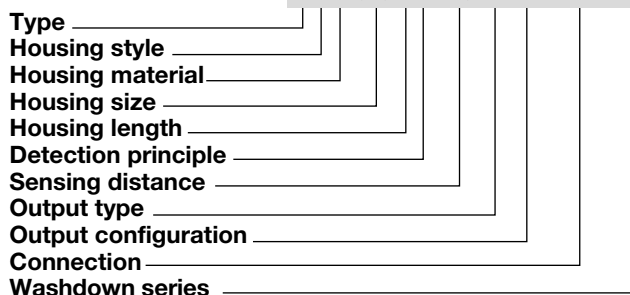 Type
Housing style
Housing material
Housing size
Housing length
Detection principle
Sensing distance
Output type
Output configuration
Connection
Washdown series